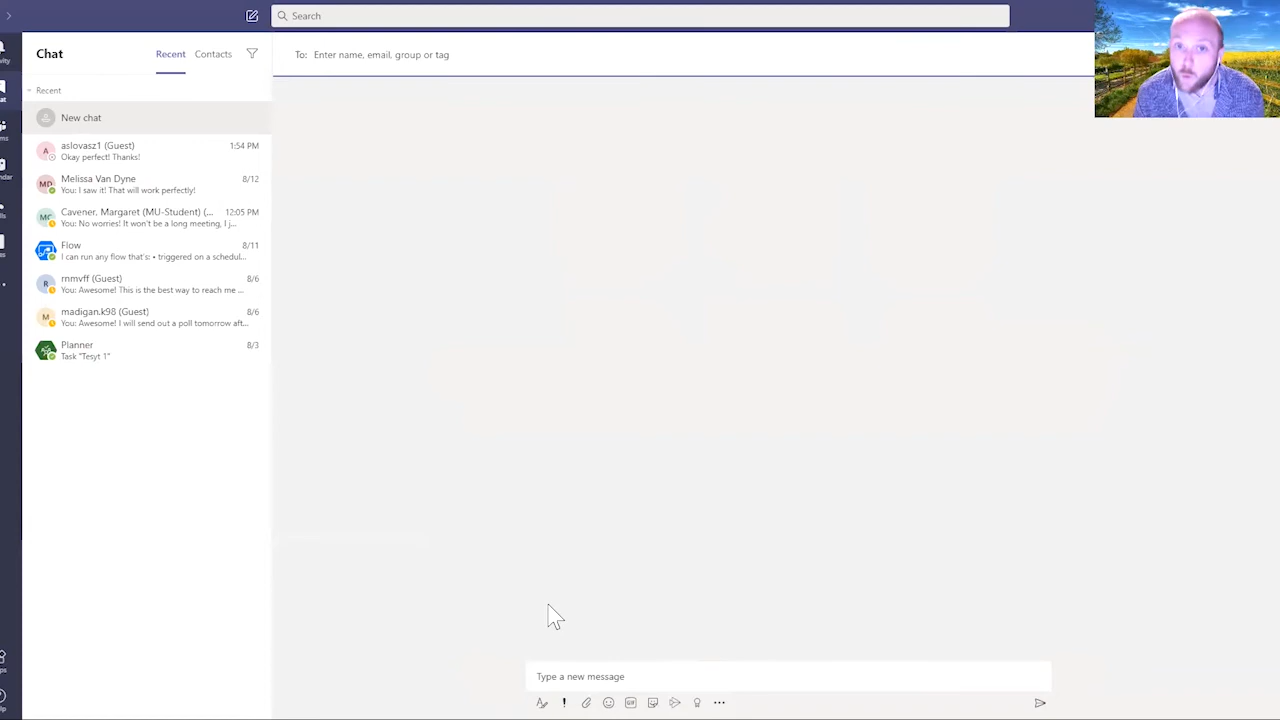 Search
Chat
Recent
Contacts
To: Enter name, email, group or tag
Recent
New chat
A
aslovasz1 (Guest)
1:54 PM
Okay perfect! Thanks!
Melissa Van Dyne
8/12
You: I saw it! That will work perfectly!
Cavener, Margaret (MU-Student) (...
12:05 PM
You: No worries! It won't be a long meeting, I j...
Flow
8/11
I can run any flow that's: • triggered on a schedul...
R
rnmvff (Guest)
8/6
You: Awesome! This is the best way to reach me ...
M
madigan.k98 (Guest)
8/6
You: Awesome! I will send out a poll tomorrow aft...
Planner
8/3
Task "Tesyt 1"
Type a new message
GIF